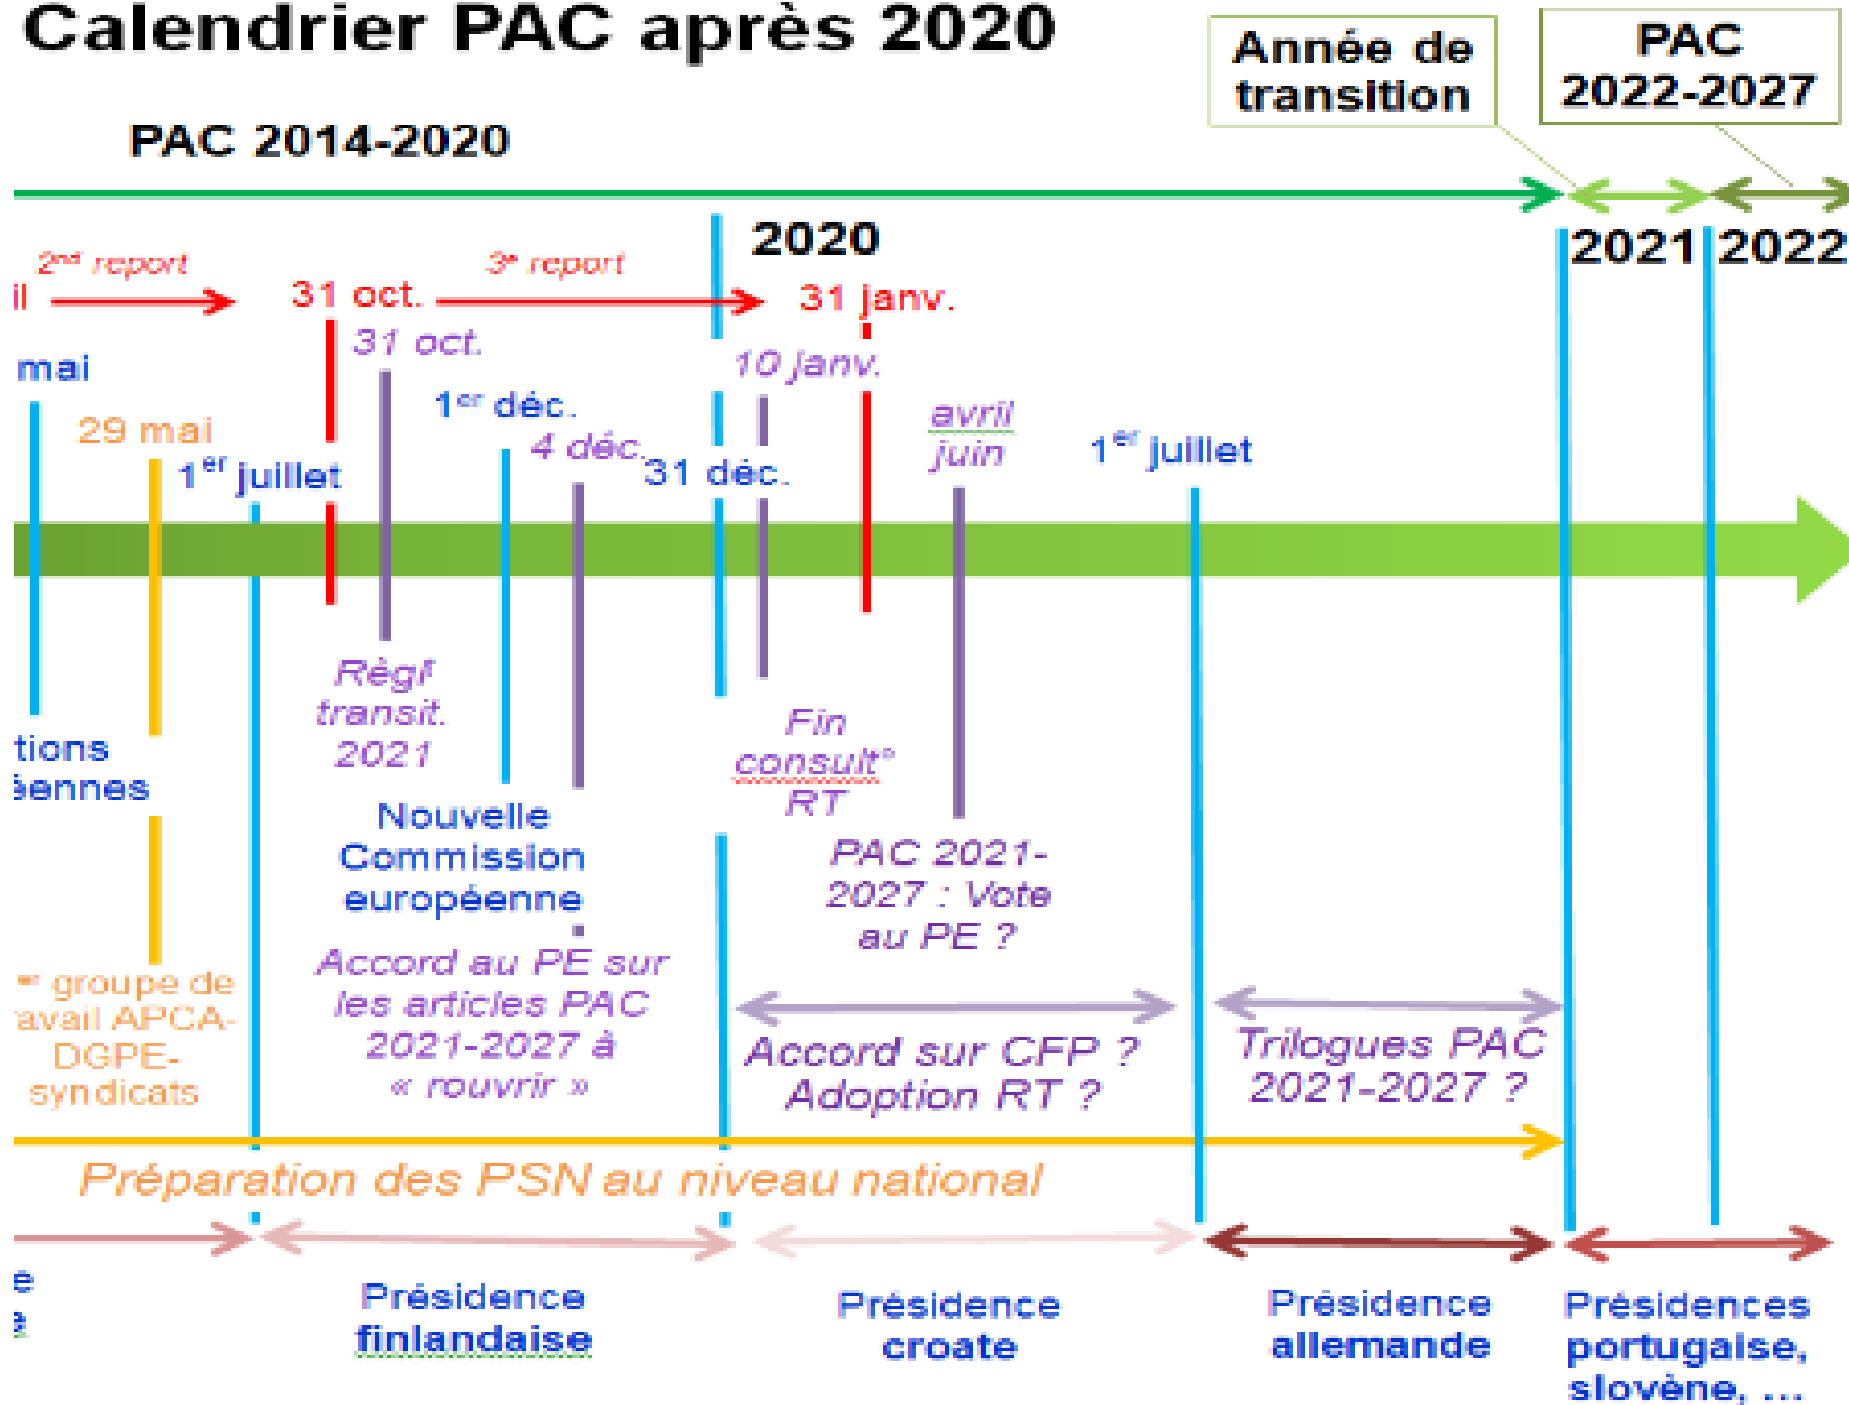 Calendrier PAC après 2020
Année de
transition
PAC
2022-2027
PAC 2014-2020
2020
2021
2022
2nd report
3e report
il
31 oct.
31 janv.
31 oct.
10 janv.
mai
1er déc.
avril
juin
29 mai
4 déc.
1er juillet
1er juillet
31 déc.
Règlt
transit.
2021
Fin
consult°
RT
tions
éennes
Nouvelle
Commission
européenne
PAC 2021-
2027 : Vote
au PE ?
er groupe de
avail APCA-
DGPE-
syndicats
Accord au PE sur
les articles PAC
2021-2027 à
« rouvrir »
Accord sur CFP ?
Adoption RT ?
Trilogues PAC
2021-2027 ?
Préparation des PSN au niveau national
e
e
Présidence
finlandaise
Présidence
croate
Présidence
allemande
Présidences
portugaise,
slovène, ...